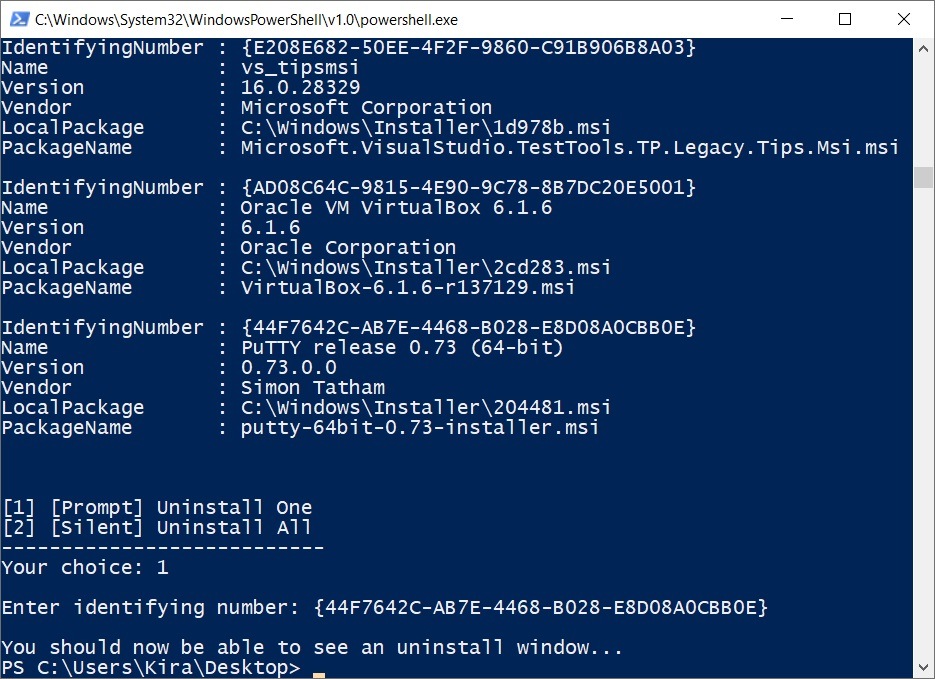 C:\Windows\System32\WindowsPowerShell\v1.0\powershell.exe
IdentifyingNumber : {E208E682-50EE-4F2F-9860-C91B906B8A03}
Name              : vs_tipsmsi
Version           : 16.0.28329
Vendor            : Microsoft Corporation
LocalPackage      : C:\Windows\Installer\1d978b.msi
PackageName       : Microsoft.VisualStudio.TestTools.TP.Legacy.Tips.Msi.msi
IdentifyingNumber : {AD08C64C-9815-4E90-9C78-8B7DC20E5001}
Name              : Oracle VM VirtualBox 6.1.6
Version           : 6.1.6
Vendor            : Oracle Corporation
LocalPackage      : C:\Windows\Installer\2cd283.msi
PackageName       : VirtualBox-6.1.6-r137129.msi
IdentifyingNumber : {44F7642C-AB7E-4468-B028-E8D08A0CBB0E}
Name              : PuTTY release 0.73 (64-bit)
Version           : 0.73.0.0
Vendor            : Simon Tatham
LocalPackage      : C:\Windows\Installer\204481.msi
PackageName       : putty-64bit-0.73-installer.msi
[1] [Prompt] Uninstall One
[2] [Silent] Uninstall All
---------------------------
Your choice: 1
Enter identifying number: {44F7642C-AB7E-4468-B028-E8D08A0CBB0E}
You should now be able to see an uninstall window...
PS C:\Users\Kira\Desktop>